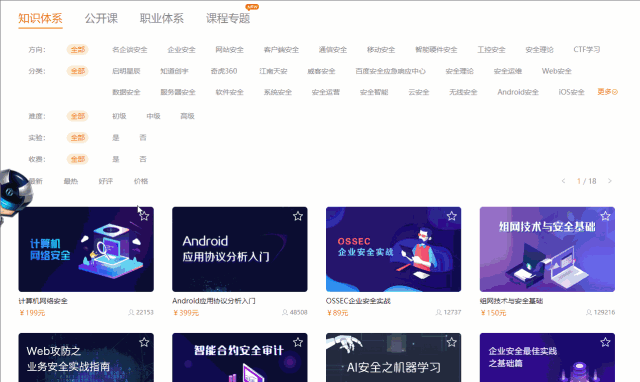 知识体系 公开课 职业体系 课程专题
方向： 全部 名企谈安全 企业安全 网站安全 客户端安全 通信安全 移动安全 智能硬件安全 工控安全 安全理论 CTF学习
分类： 全部 启明星辰 知道创宇 奇虎360 江南天安 威客安全 百度安全应急响应中心 安全理论 安全运维 Web安全
数据安全 服务器安全 软件安全 系统安全 安全运营 安全智能 云安全 无线安全 Android安全 IOS安全 更多
难度： 全部 初级 中级 高级
实验： 全部 是 否
收费： 全部 是 否
最新 最热 好评 价格 1 / 18
计算机
网络安全
Android
应用协议分析入门
OSSEC
企业安全实战
组网技术与安全基础
计算机网络安全 Android应用协议分析入门 OSSEC企业安全实战 组网技术与安全基础
￥199元 22153 ￥399元 48508 ￥89元 12737 ￥150元 129216
Web攻防之
业务安全实战指南
智能合约安全审计
AI安全之机器学习
企业安全最佳实践
之基础篇